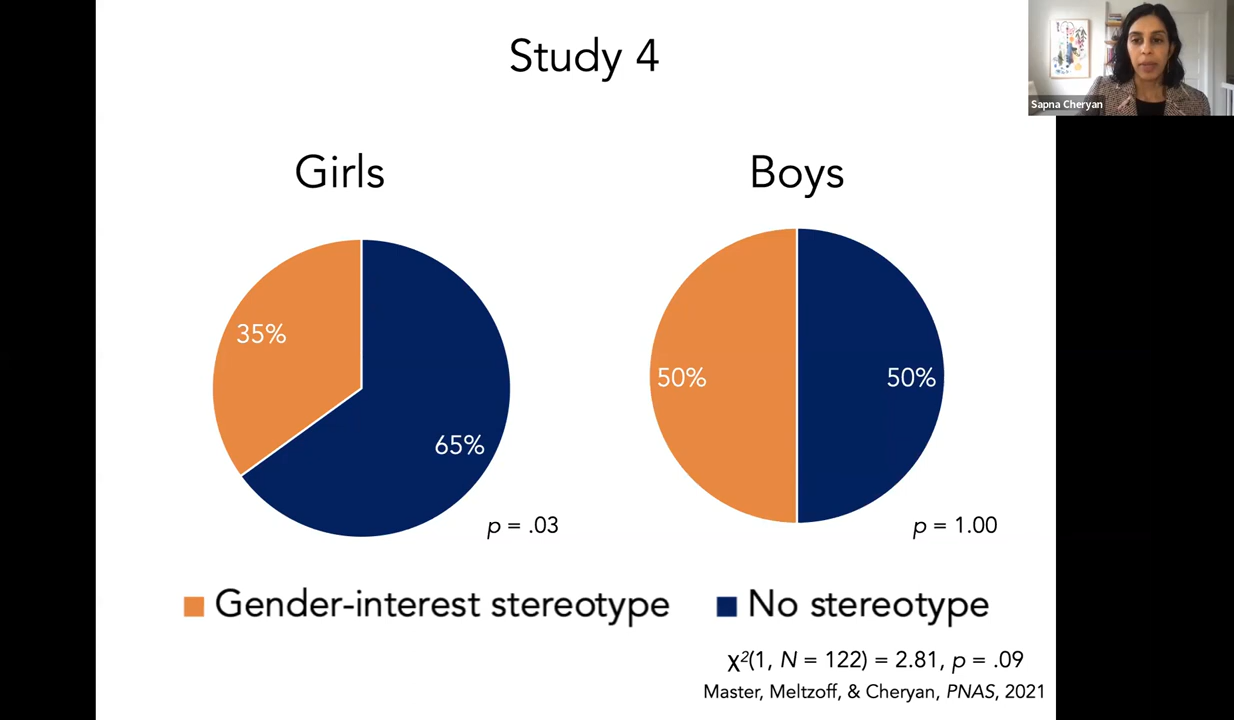 Study 4
Sapna Cheryan
Girls
Boys
35%
65%
50%
50%
p = .03
p = 1.00
Gender-interest stereotype
No stereotype
χ²(1, N = 122) = 2.81, p = .09
Master, Meltzoff, & Cheryan, PNAS, 2021